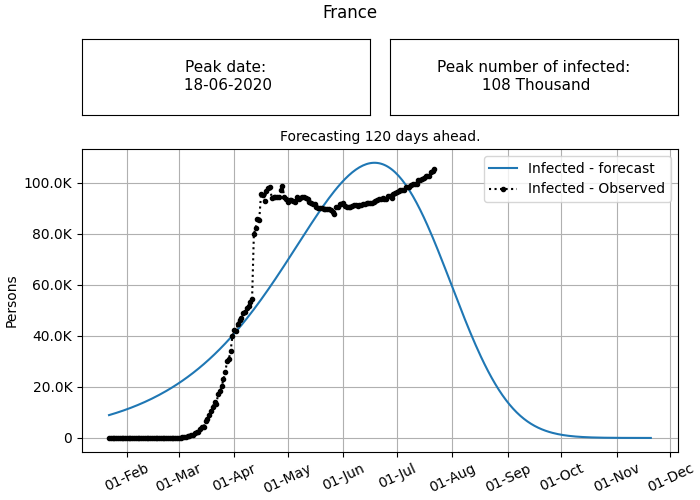 France
Peak date:
18-06-2020
Peak number of infected:
108 Thousand
Forecasting 120 days ahead.
Infected - forecast
Infected - Observed
Persons
100.0K
80.0K
60.0K
40.0K
20.0K
0
01-Feb
01-Mar
01-Apr
01-May
01-Jun
01-Jul
01-Aug
01-Sep
01-Oct
01-Nov
01-Dec